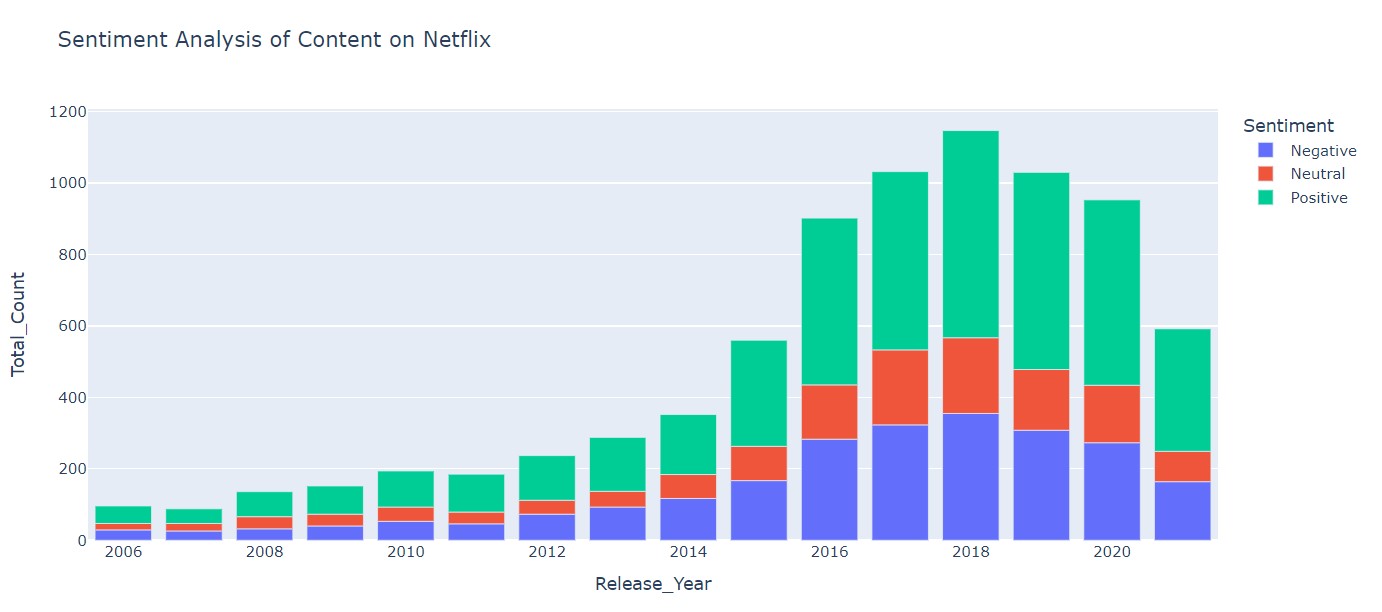 Sentiment Analysis of Content on Netflix
1200
1000
800
600
400
200
0
Total_Count
2006 2008 2010 2012 2014 2016 2018 2020
Release_Year
Sentiment
Negative
Neutral
Positive